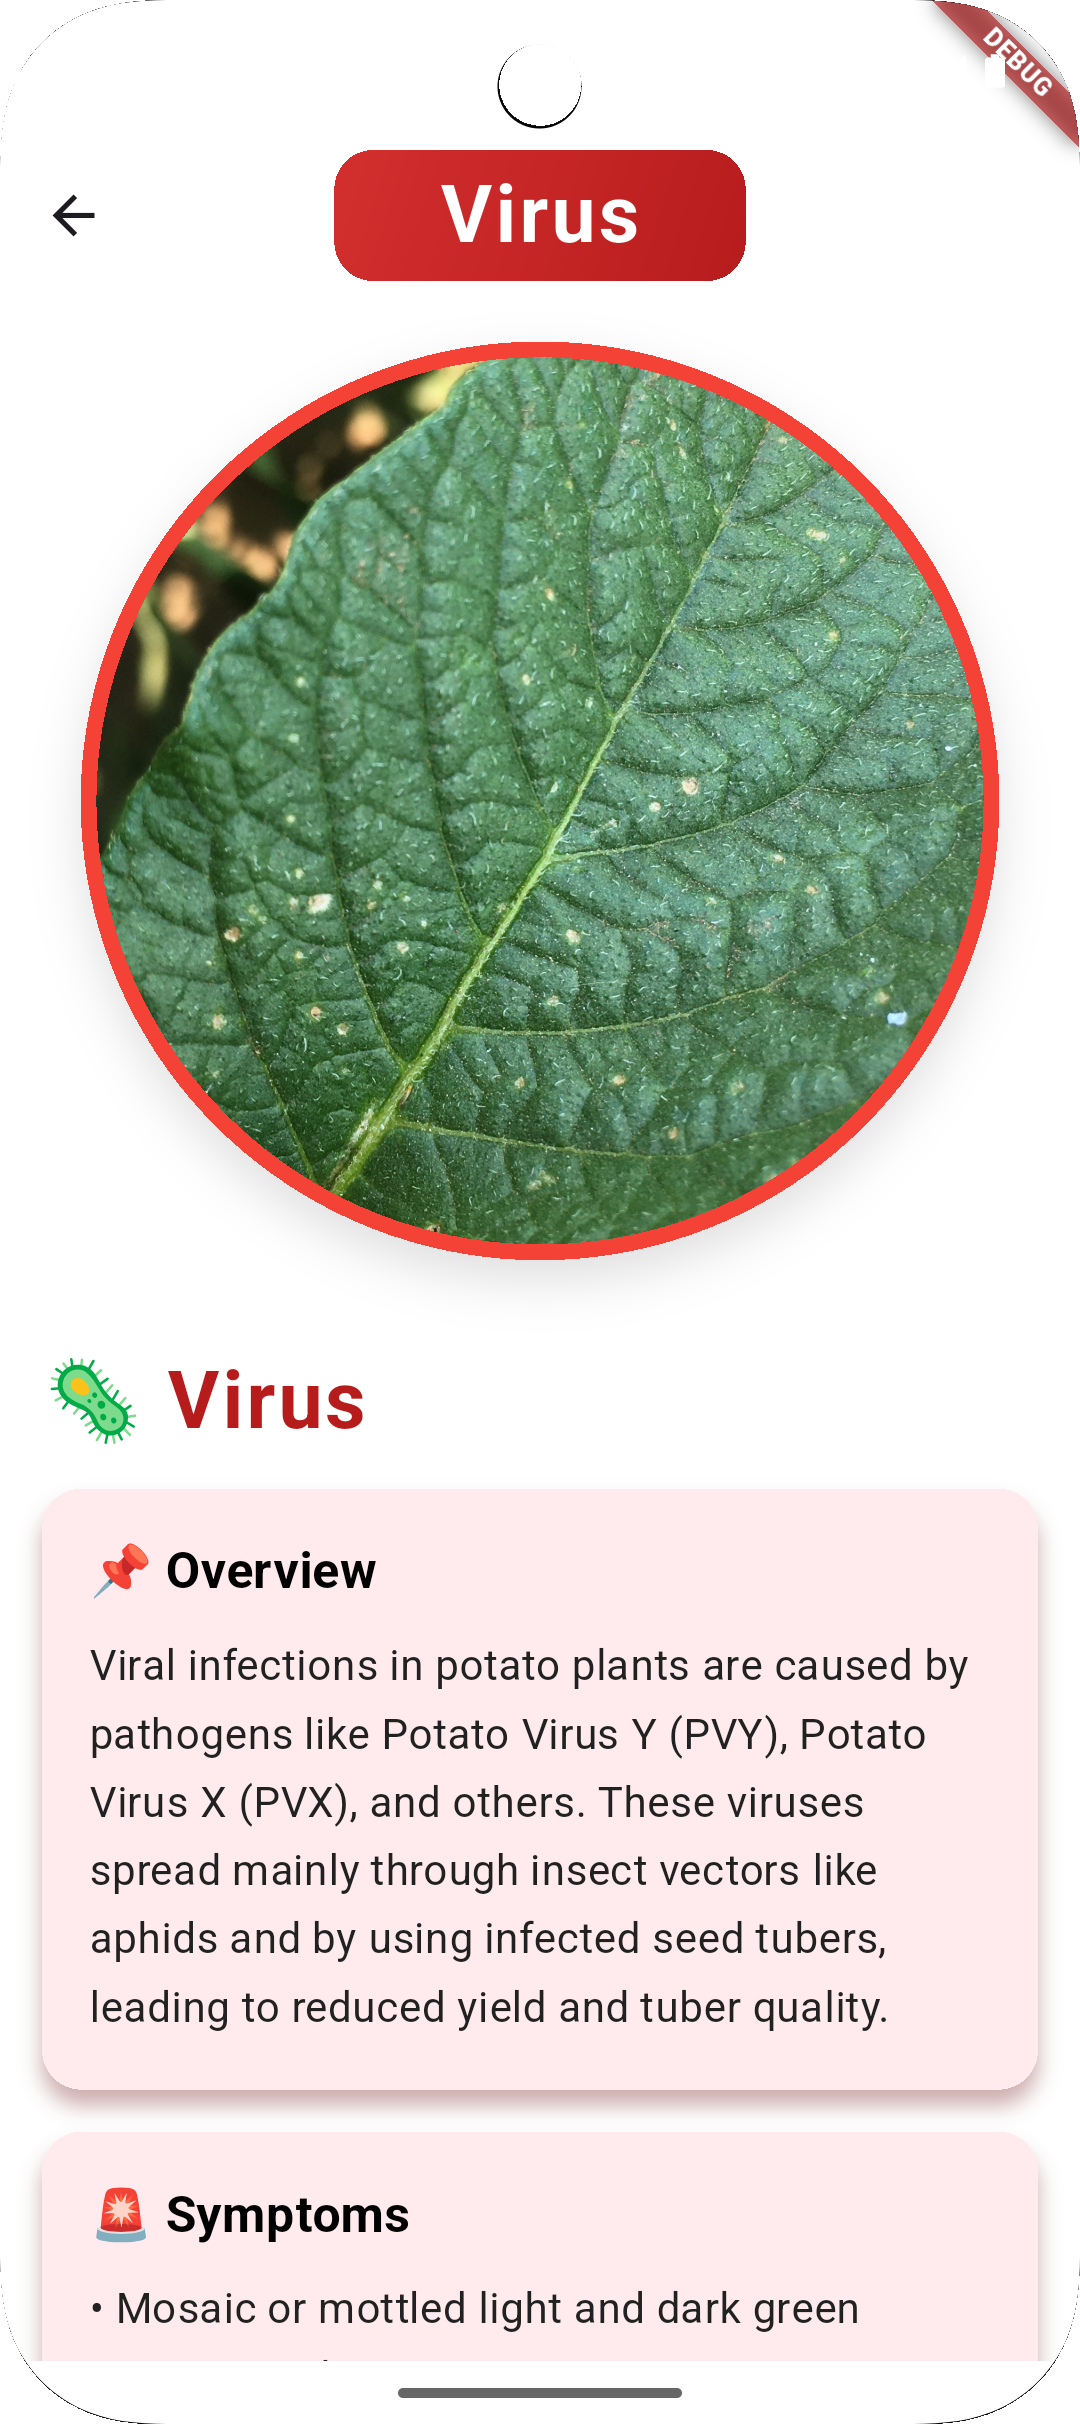 DEBUG
Virus
Virus
Overview
Viral infections in potato plants are caused by
pathogens like Potato Virus Y (PVY), Potato
Virus X (PVX), and others. These viruses
spread mainly through insect vectors like
aphids and by using infected seed tubers,
leading to reduced yield and tuber quality.
Symptoms
• Mosaic or mottled light and dark green